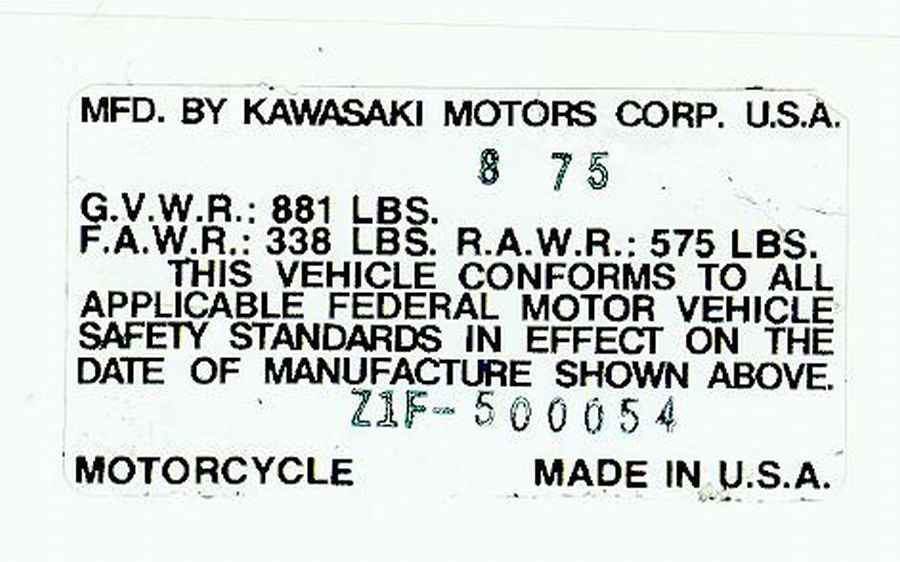 MFD. BY KAWASAKI MOTORS CORP. U.S.A.
8 75
G.V.W.R.: 881 LBS.
F.A.W.R.: 338 LBS. R.A.W.R.: 575 LBS.
THIS VEHICLE CONFORMS TO ALL
APPLICABLE FEDERAL MOTOR VEHICLE
SAFETY STANDARDS IN EFFECT ON THE
DATE OF MANUFACTURE SHOWN ABOVE.
Z1F-500054
MOTORCYCLE MADE IN U.S.A.